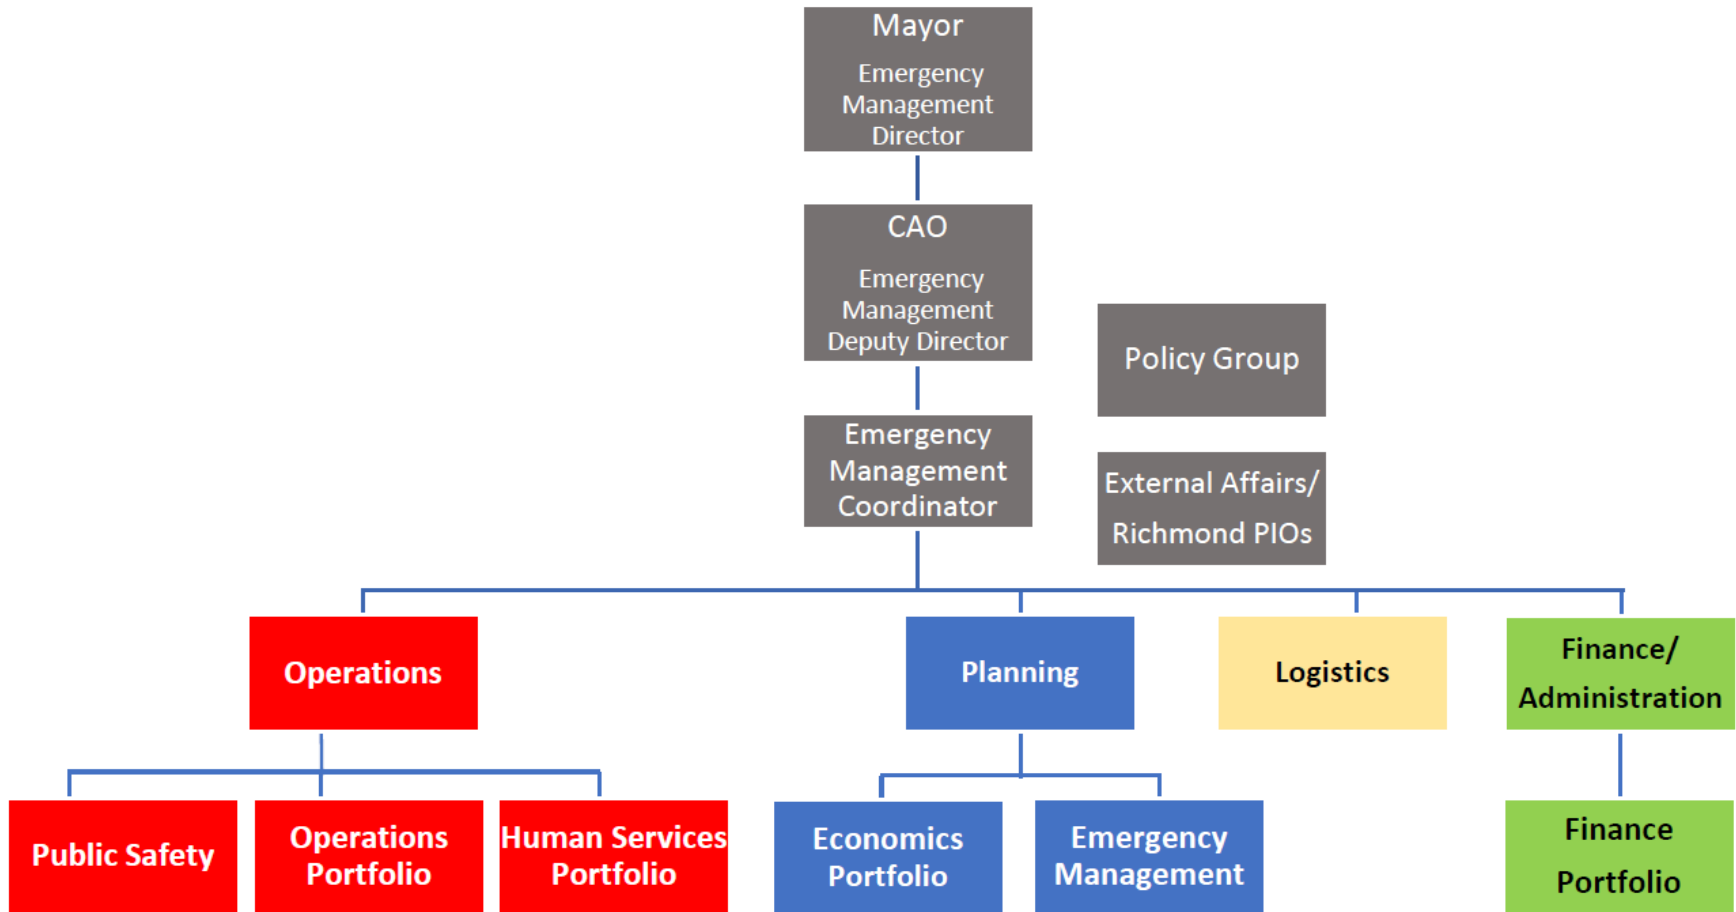 Mayor
Emergency
Management
Director
CAO
Emergency
Management
Deputy Director
Policy Group
Emergency
Management
Coordinator
External Affairs/
Richmond PIOs
Operations
Planning
Logistics
Finance/
Administration
Public Safety
Operations
Portfolio
Human Services
Portfolio
Economics
Portfolio
Emergency
Management
Finance
Portfolio